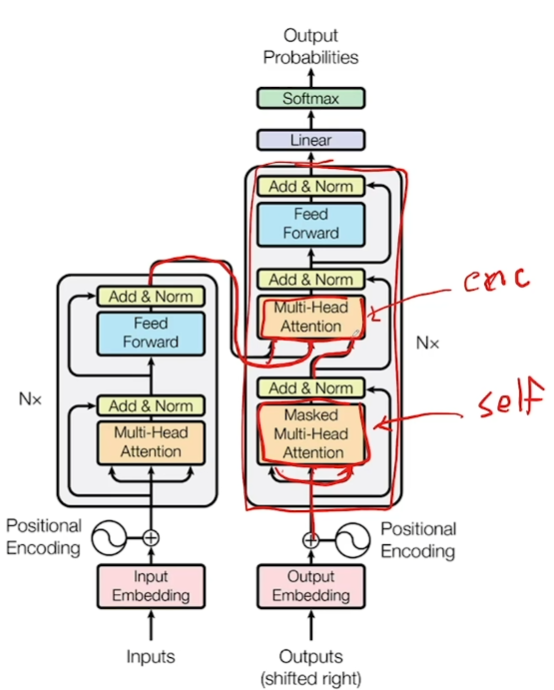 Output
Probabilities
Softmax
Linear
Add & Norm
Feed
Forward
Add & Norm
Multi-Head
Attention
enc
Nx
Add & Norm
Masked
Multi-Head
Attention
self
Add & Norm
Feed
Forward
Nx
Add & Norm
Multi-Head
Attention
Positional
Encoding
Positional
Encoding
Input
Embedding
Output
Embedding
Inputs
Outputs
(shifted right)